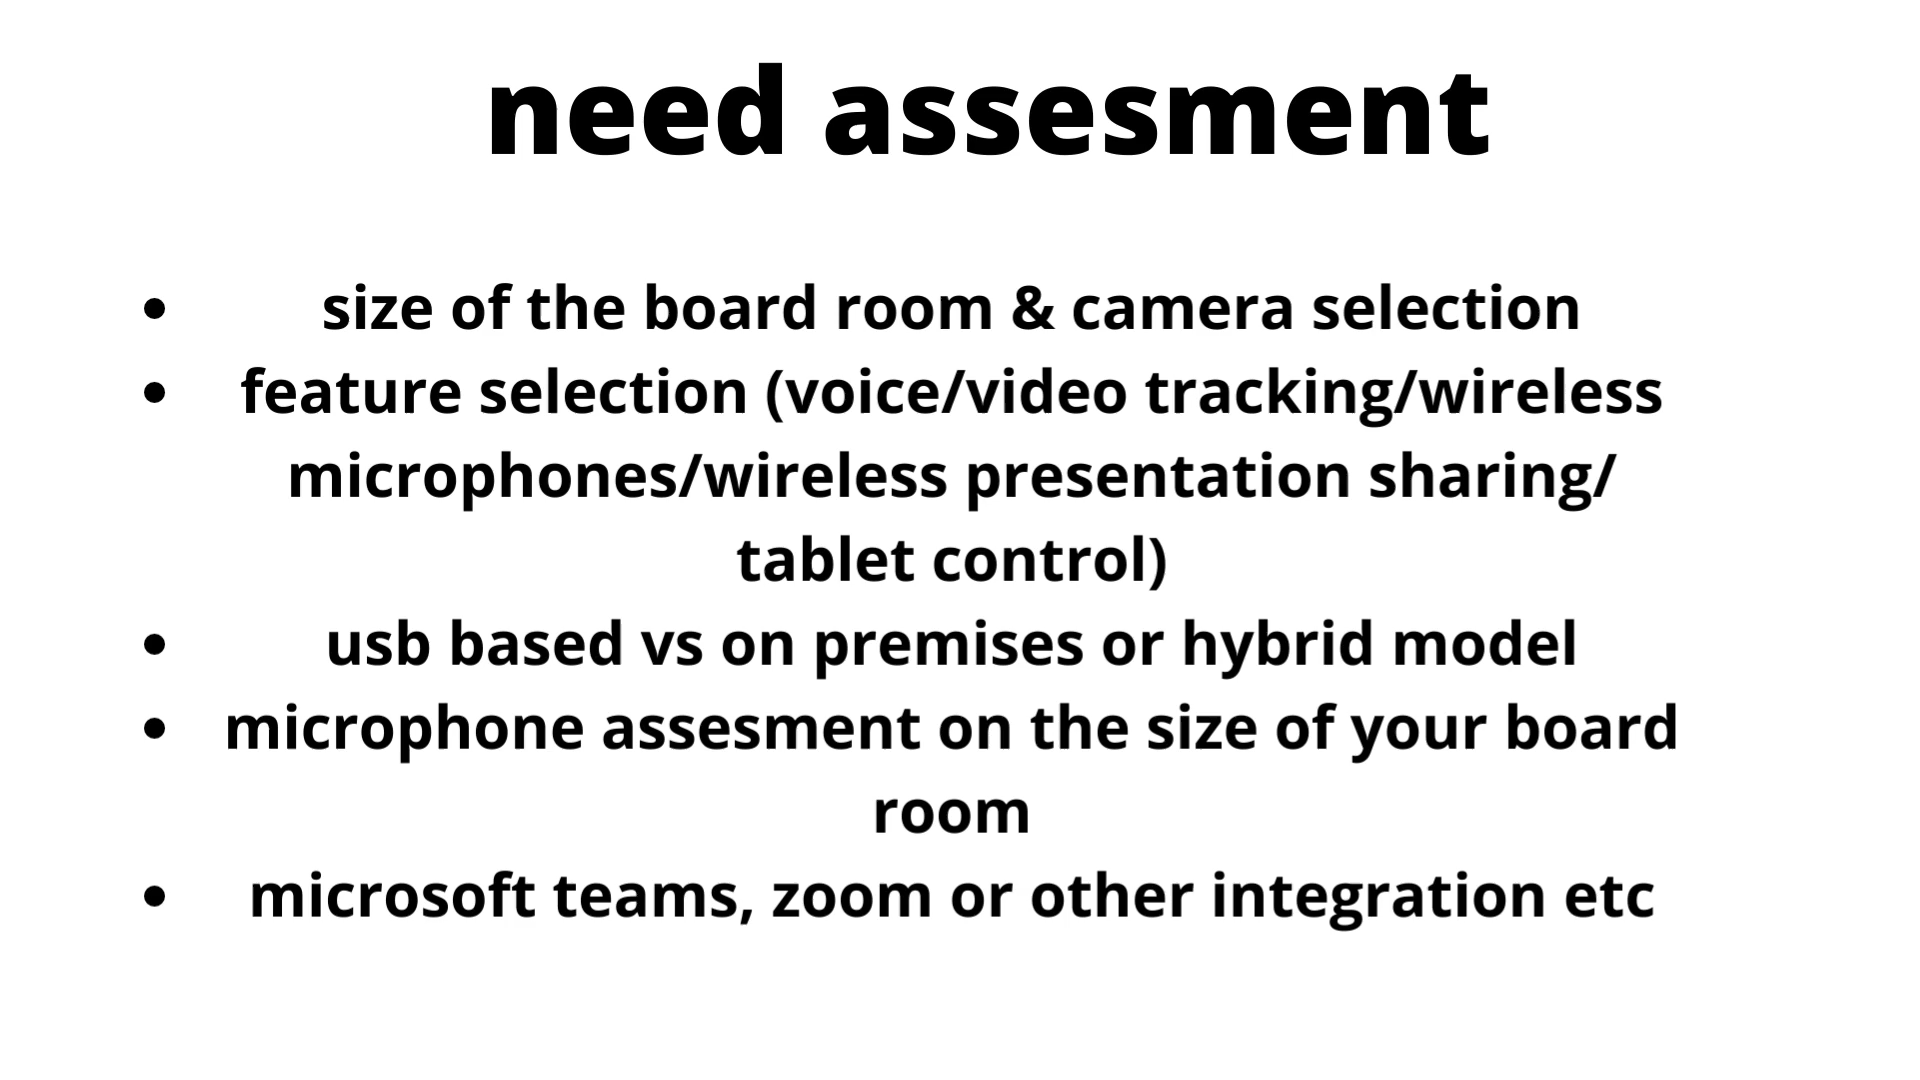 need assesment
• size of the board room & camera selection
• feature selection (voice/video tracking/wireless
microphones/wireless presentation sharing/
tablet control)
• usb based vs on premises or hybrid model
• microphone assesment on the size of your board
room
• microsoft teams, zoom or other integration etc